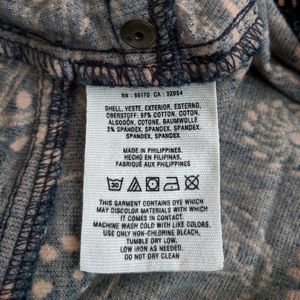 RN : 66170 CA : 32054
SHELL, VESTE, EXTERIOR, ESTERNO,
OBERSTOFF: 97% COTTON, COTON,
ALGODÓN, COTONE, BAUMWOLLE
3% SPANDEX, SPANDEX, SPANDEX,
SPANDEX, SPANDEX
MADE IN PHILIPPINES.
HECHO EN FILIPINAS.
FABRIQUÉ AUX PHILIPPINES
30
THIS GARMENT CONTAINS DYE WHICH
MAY DISCOLOR MATERIALS WITH WHICH
IT COMES IN CONTACT.
MACHINE WASH COLD WITH LIKE COLORS.
USE ONLY NON-CHLORINE BLEACH,
TUMBLE DRY LOW.
LOW IRON AS NEEDED.
DO NOT DRY CLEAN